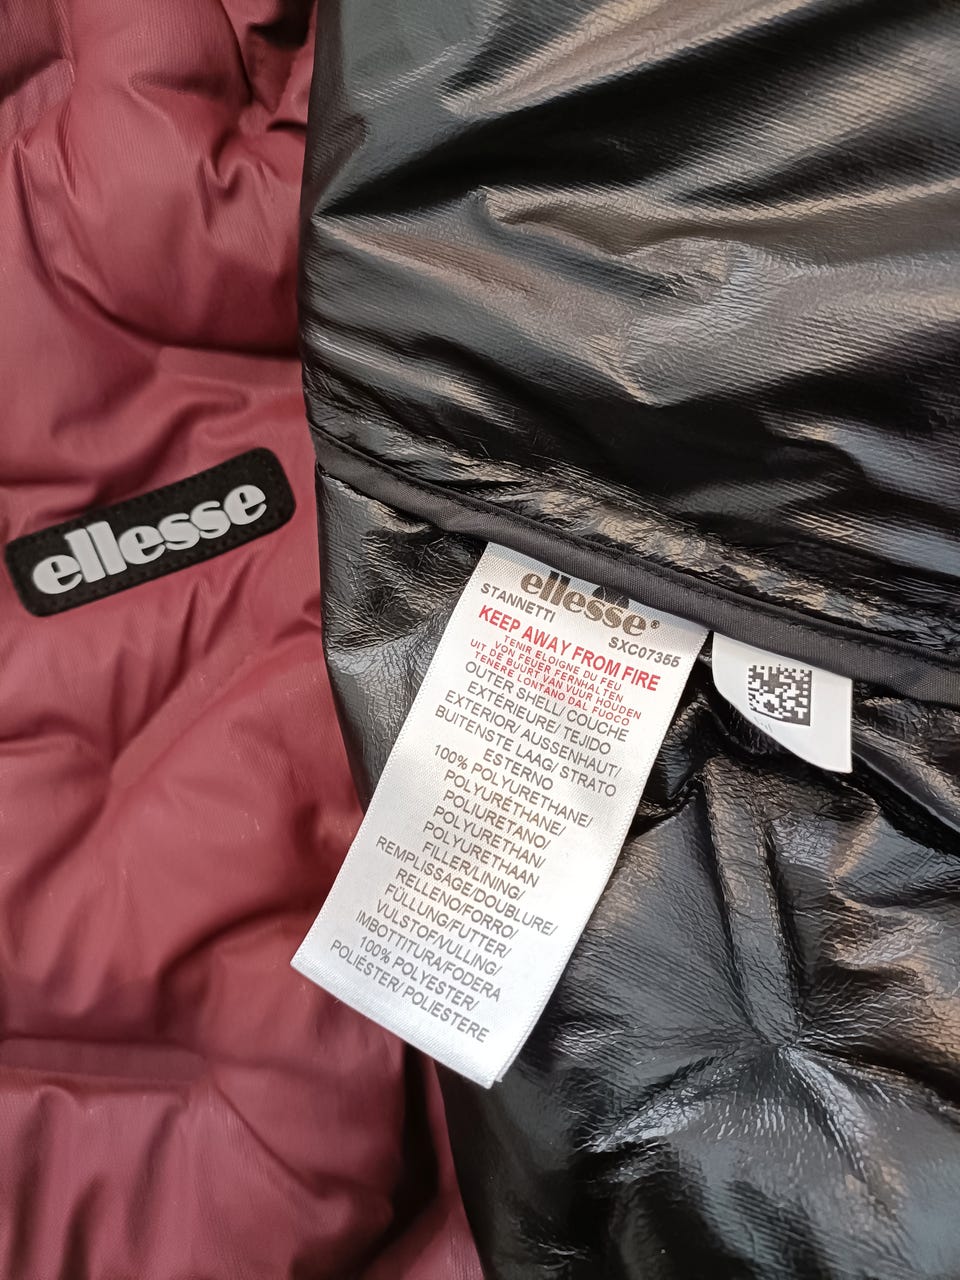 ellesse
ellesse®
STANNETTI
SXC07355
KEEP AWAY FROM FIRE
TENIR ELOIGNE DU FEU
VON FEUER FERNHALTEN
UIT DE BUURT VAN VUUR HOUDEN
TENERE LONTANO DAL FUOCO
OUTER SHELL/ COUCHE
EXTÉRIEURE/ TEJIDO
EXTERIOR/ AUSSENHAUT/
BUITENSTE LAAG/ STRATO
ESTERNO
100% POLYURETHANE/
POLYURÉTHANE/
POLIURETANO/
POLYURETHAN/
POLYURETHAAN
FILLER/LINING/
REMPLISSAGE/DOUBLURE/
RELLENO/FORRO/
FÜLLUNG/FUTTER/
VULSTOF/VULLING/
IMBOTTITURA/FODERA
100% POLYESTER/
POLIÉSTER/ POLIESTERE